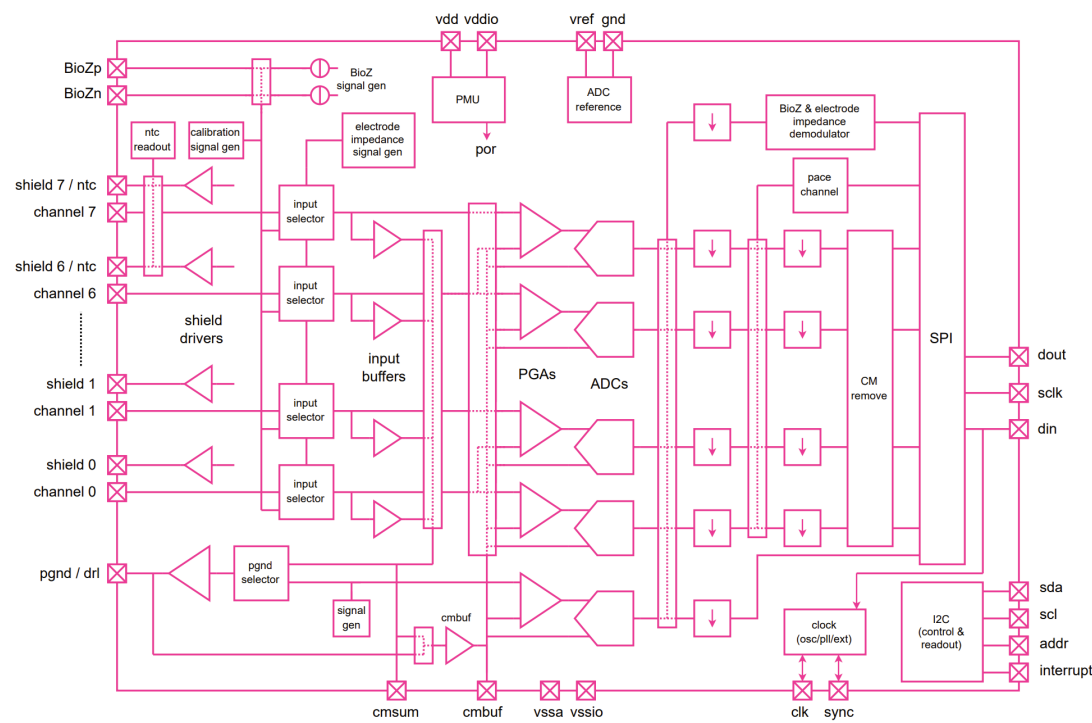 vdd vddio vref gnd
BioZp
BioZn
BioZ
signal gen
PMU
ADC
reference
por
BioZ & electrode
impedance
demodulator
ntc
readout
calibration
signal gen
electrode
impedance
signal gen
pace
channel
shield 7 / ntc
channel 7
input
selector
shield 6 / ntc
channel 6
input
selector
shield
drivers
input
buffers
PGAs
ADCs
CM
remove
SPI
shield 1
channel 1
input
selector
shield 0
channel 0
input
selector
dout
sclk
din
pgnd / drl
pgnd
selector
signal
gen
cmbuf
clock
(osc/pll/ext)
I2C
(control &
readout)
sda
scl
addr
interrupt
cmsum cmbuf vssa vssio clk sync